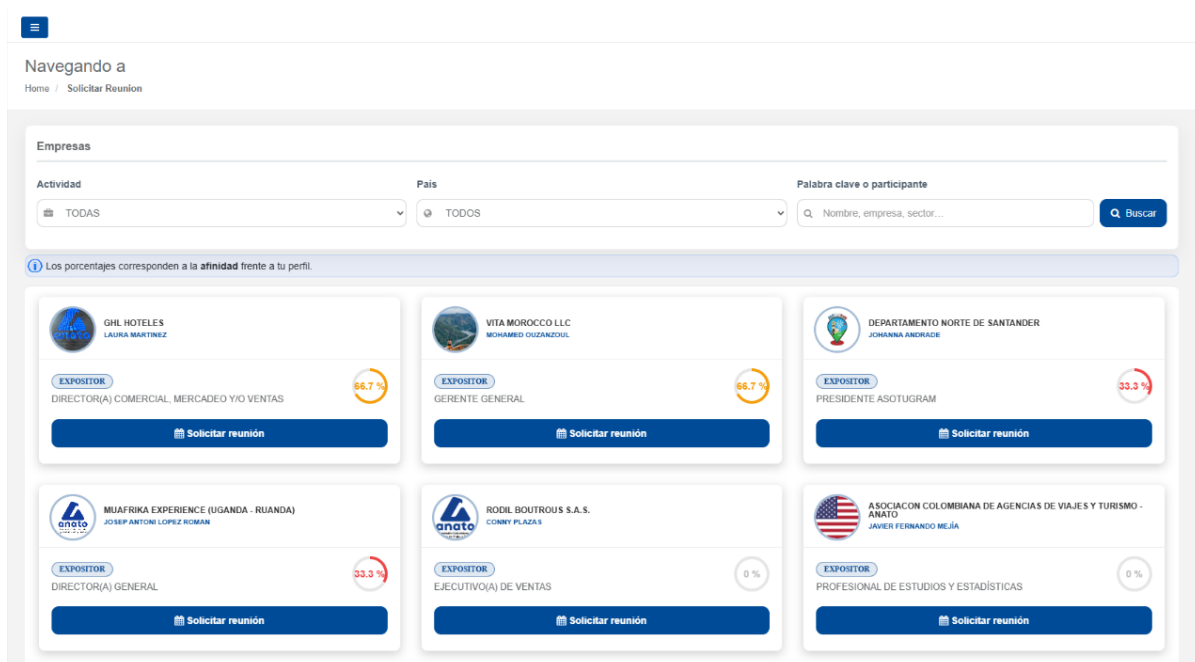 Navegando a
Home / Solicitar Reunion
Empresas
Actividad
País
Palabra clave o participante
TODAS
TODOS
Nombre, empresa, sector...
Buscar
Los porcentajes corresponden a la afinidad frente a tu perfil.
GHL HOTELES
LAURA MARTINEZ
EXPOSITOR
66.7 %
DIRECTOR(A) COMERCIAL, MERCADEO Y/O VENTAS
Solicitar reunión
VITA MOROCCO LLC
MOHAMED OUZANZOUL
EXPOSITOR
66.7 %
GERENTE GENERAL
Solicitar reunión
DEPARTAMENTO NORTE DE SANTANDER
JOHANNA ANDRADE
EXPOSITOR
33.3 %
PRESIDENTE ASOTUGRAM
Solicitar reunión
anato
MUAFRIKA EXPERIENCE (UGANDA - RUANDA)
JOSEP ANTONI LOPEZ ROMAN
EXPOSITOR
33.3 %
DIRECTOR(A) GENERAL
Solicitar reunión
anato
RODIL BOUTROUS S.A.S.
CONNY PLAZAS
EXPOSITOR
0 %
EJECUTIVO(A) DE VENTAS
Solicitar reunión
ASOCIACON COLOMBIANA DE AGENCIAS DE VIAJES Y TURISMO -
ANATO
JAVIER FERNANDO MEJÍA
EXPOSITOR
0 %
PROFESIONAL DE ESTUDIOS Y ESTADÍSTICAS
Solicitar reunión